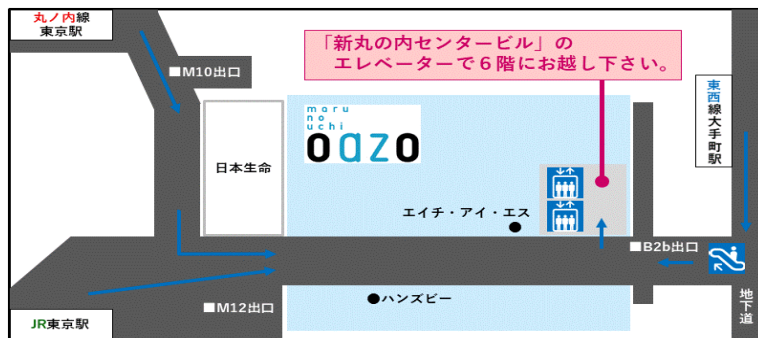 丸ノ内線
東京駅
■M10出口
「新丸の内センタービル」の
エレベーターで６階にお越し下さい。
maru
no
uchi
oazo
日本生命
東西線大手町駅
エイチ・アイ・エス
■B2b出口
■M12出口
ハンズビー
JR東京駅
地下道